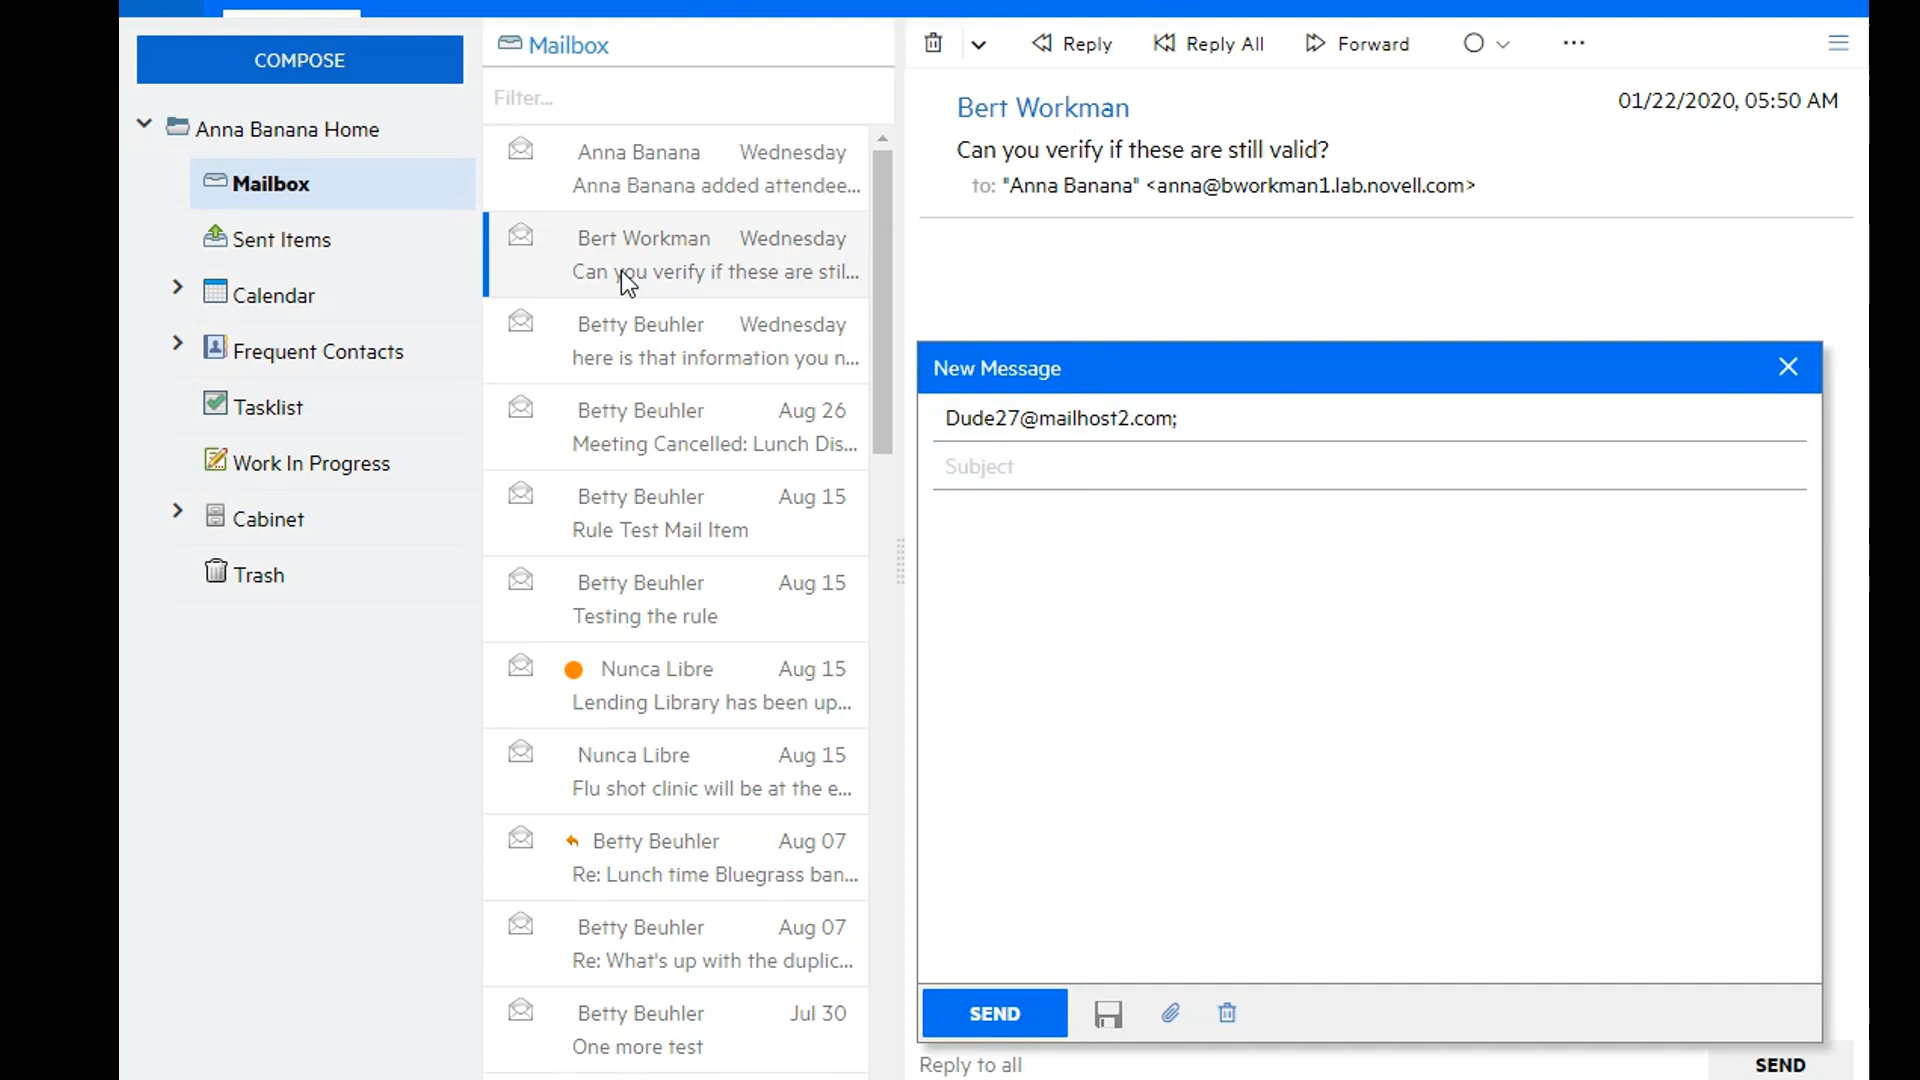 COMPOSE
Anna Banana Home
Mailbox
Sent Items
Calendar
Frequent Contacts
Tasklist
Work In Progress
Cabinet
Trash
Mailbox
Filter...
Anna Banana Wednesday
Anna Banana added attendee...
Bert Workman Wednesday
Can you verify if these are stil...
Betty Beuhler Wednesday
here is that information you n...
Betty Beuhler Aug 26
Meeting Cancelled: Lunch Dis...
Betty Beuhler Aug 15
Rule Test Mail Item
Betty Beuhler Aug 15
Testing the rule
Nunca Libre Aug 15
Lending Library has been up...
Nunca Libre Aug 15
Flu shot clinic will be at the e...
Betty Beuhler Aug 07
Re: Lunch time Bluegrass ban...
Betty Beuhler Aug 07
Re: What's up with the duplic...
Betty Beuhler Jul 30
One more test
Reply Reply All Forward
Bert Workman 01/22/2020, 05:50 AM
Can you verify if these are still valid?
to: "Anna Banana" <anna@bworkman1.lab.novell.com>
New Message
Dude27@mailhost2.com;
Subject
SEND
Reply to all SEND